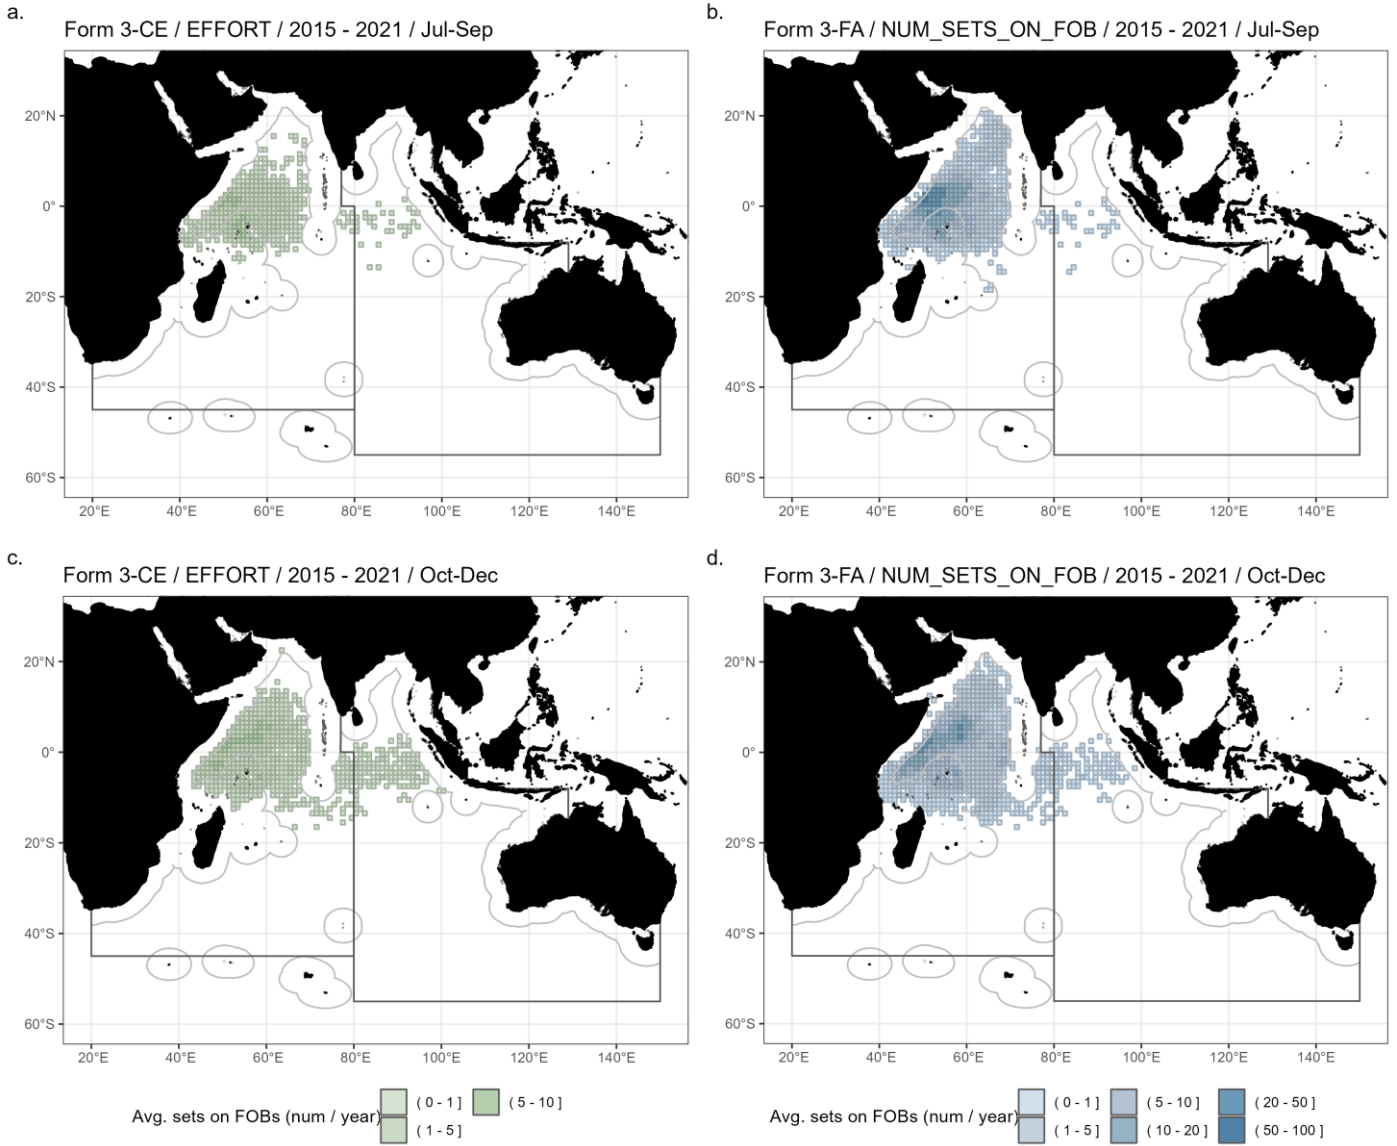 a.
Form 3-CE / EFFORT / 2015 - 2021 / Jul-Sep
20°N
0°
20°S
40°S
60°S
20°E 40°E 60°E 80°E 100°E 120°E 140°E
b.
Form 3-FA / NUM_SETS_ON_FOB / 2015 - 2021 / Jul-Sep
20°N
0°
20°S
40°S
60°S
20°E 40°E 60°E 80°E 100°E 120°E 140°E
c.
Form 3-CE / EFFORT / 2015 - 2021 / Oct-Dec
20°N
0°
20°S
40°S
60°S
20°E 40°E 60°E 80°E 100°E 120°E 140°E
d.
Form 3-FA / NUM_SETS_ON_FOB / 2015 - 2021 / Oct-Dec
20°N
0°
20°S
40°S
60°S
20°E 40°E 60°E 80°E 100°E 120°E 140°E
Avg. sets on FOBs (num / year)
( 0 - 1 ] ( 5 - 10 ]
( 1 - 5 ]
Avg. sets on FOBs (num / year)
( 0 - 1 ] ( 5 - 10 ] ( 20 - 50 ]
( 1 - 5 ] ( 10 - 20 ] ( 50 - 100 ]